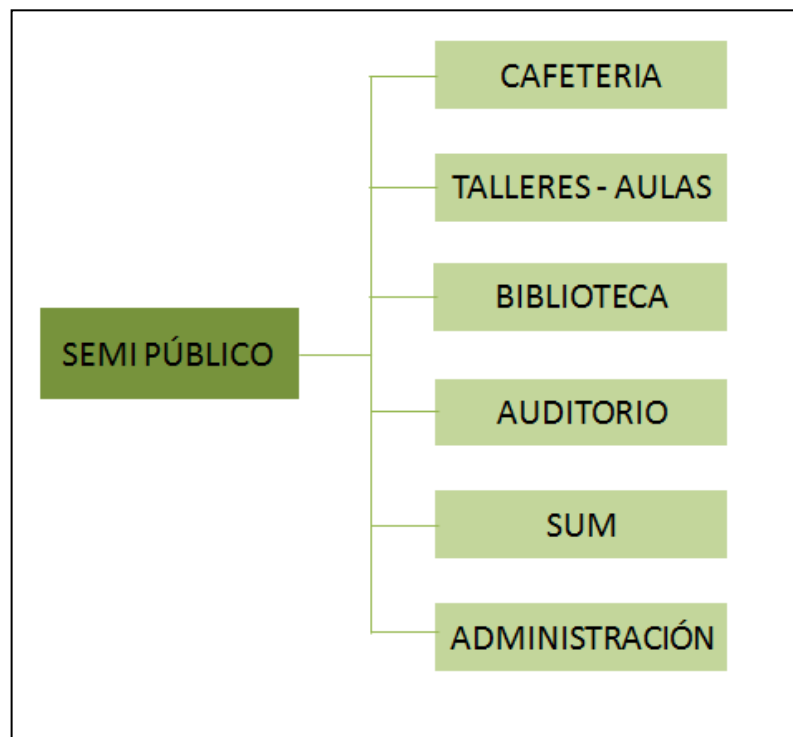 CAFETERIA
TALLERES - AULAS
BIBLIOTECA
SEMI PÚBLICO
AUDITORIO
SUM
ADMINISTRACIÓN